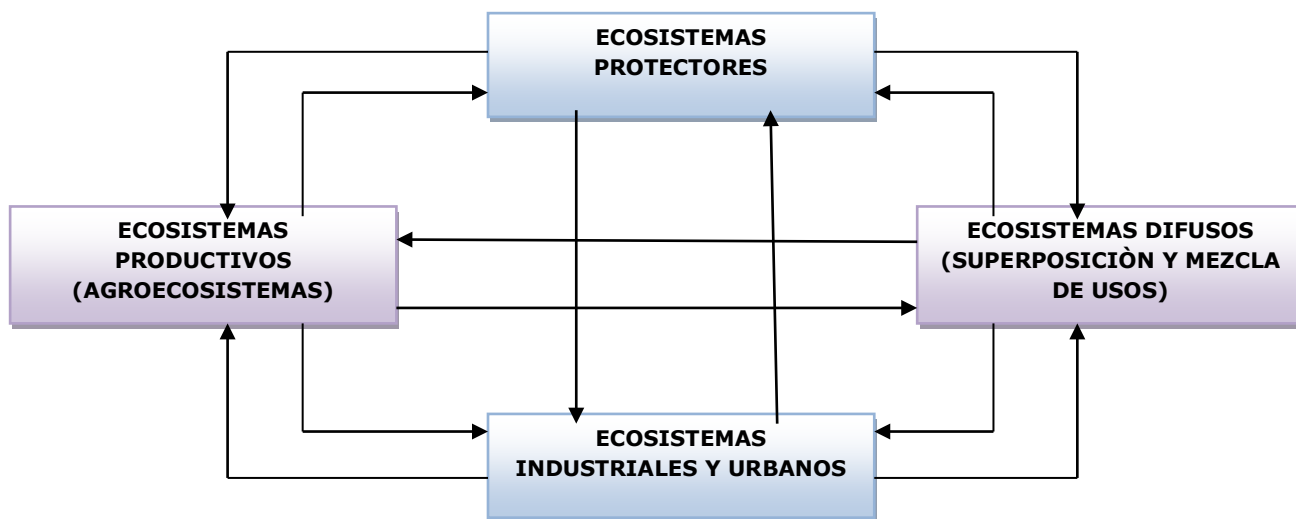 ECOSISTEMAS
PROTECTORES
ECOSISTEMAS
PRODUCTIVOS
(AGROECOSISTEMAS)
ECOSISTEMAS DIFUSOS
(SUPERPOSICIÒN Y MEZCLA
DE USOS)
ECOSISTEMAS
INDUSTRIALES Y URBANOS